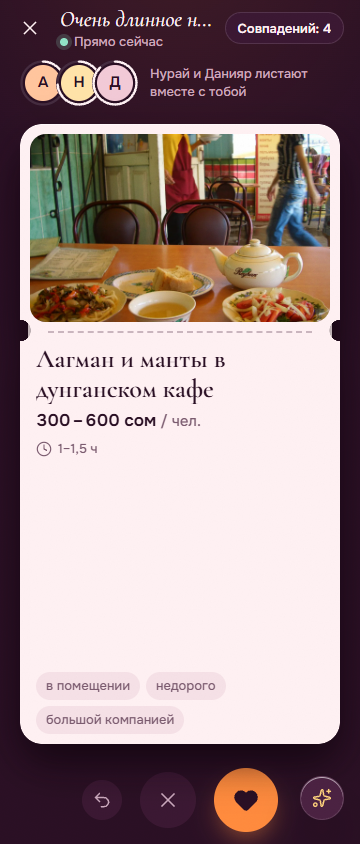 Очень длинное н...
Прямо сейчас
Совпадений: 4
А Н Д
Нурай и Данияр листают
вместе с тобой
Лагман и манты в
дунганском кафе
300–600 сом / чел.
1–1,5 ч
в помещении недорого
большой компанией